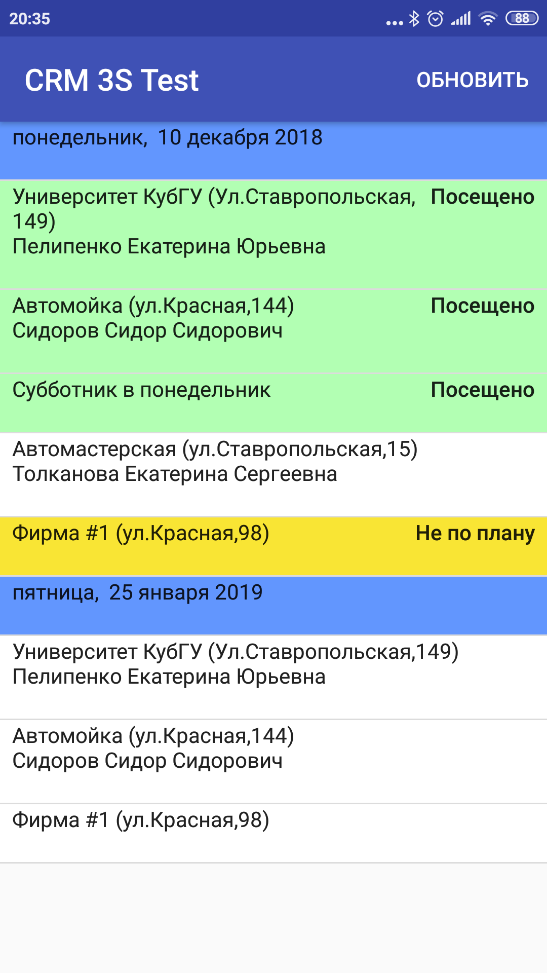 20:35
88
CRM 3S Test
ОБНОВИТЬ
понедельник, 10 декабря 2018
Университет КубГУ (Ул.Ставропольская, Посещено
149)
Пелипенко Екатерина Юрьевна
Автомойка (ул.Красная,144) Посещено
Сидоров Сидор Сидорович
Субботник в понедельник Посещено
Автомастерская (ул.Ставропольская,15)
Толканова Екатерина Сергеевна
Фирма #1 (ул.Красная,98) Не по плану
пятница, 25 января 2019
Университет КубГУ (Ул.Ставропольская,149)
Пелипенко Екатерина Юрьевна
Автомойка (ул.Красная,144)
Сидоров Сидор Сидорович
Фирма #1 (ул.Красная,98)